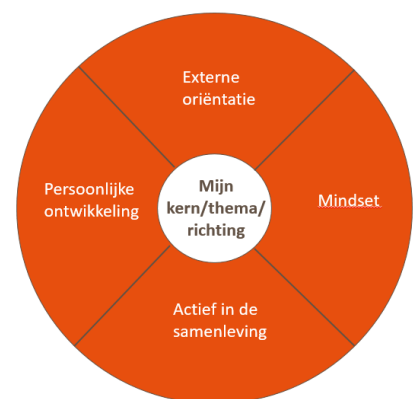 Externe
oriëntatie
Persoonlijke
ontwikkeling
Mijn
kern/thema/
richting
Mindset
Actief in de
samenleving